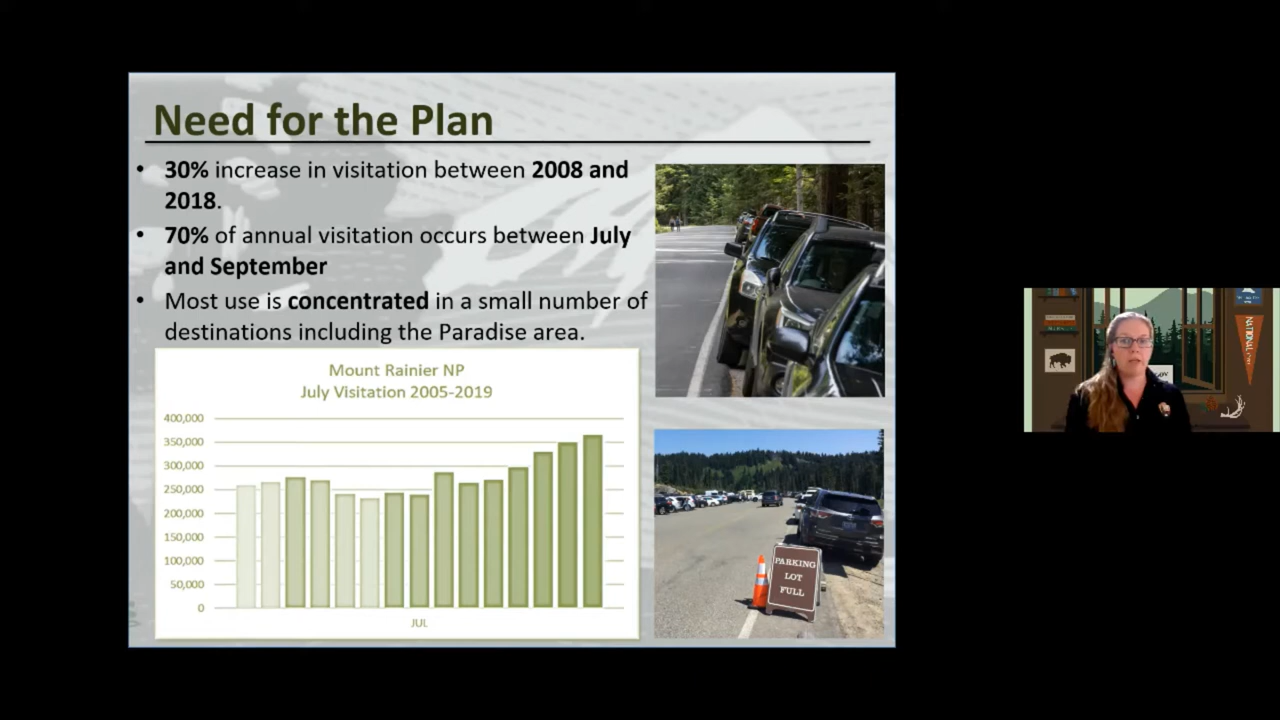 Need for the Plan
• 30% increase in visitation between 2008 and
2018.
• 70% of annual visitation occurs between July
and September
• Most use is concentrated in a small number of
destinations including the Paradise area.
Mount Rainier NP
July Visitation 2005-2019
400,000
350,000
300,000
250,000
200,000
150,000
100,000
50,000
0
JUL
PARKING
LOT
FULL
NATIONAL
GOV